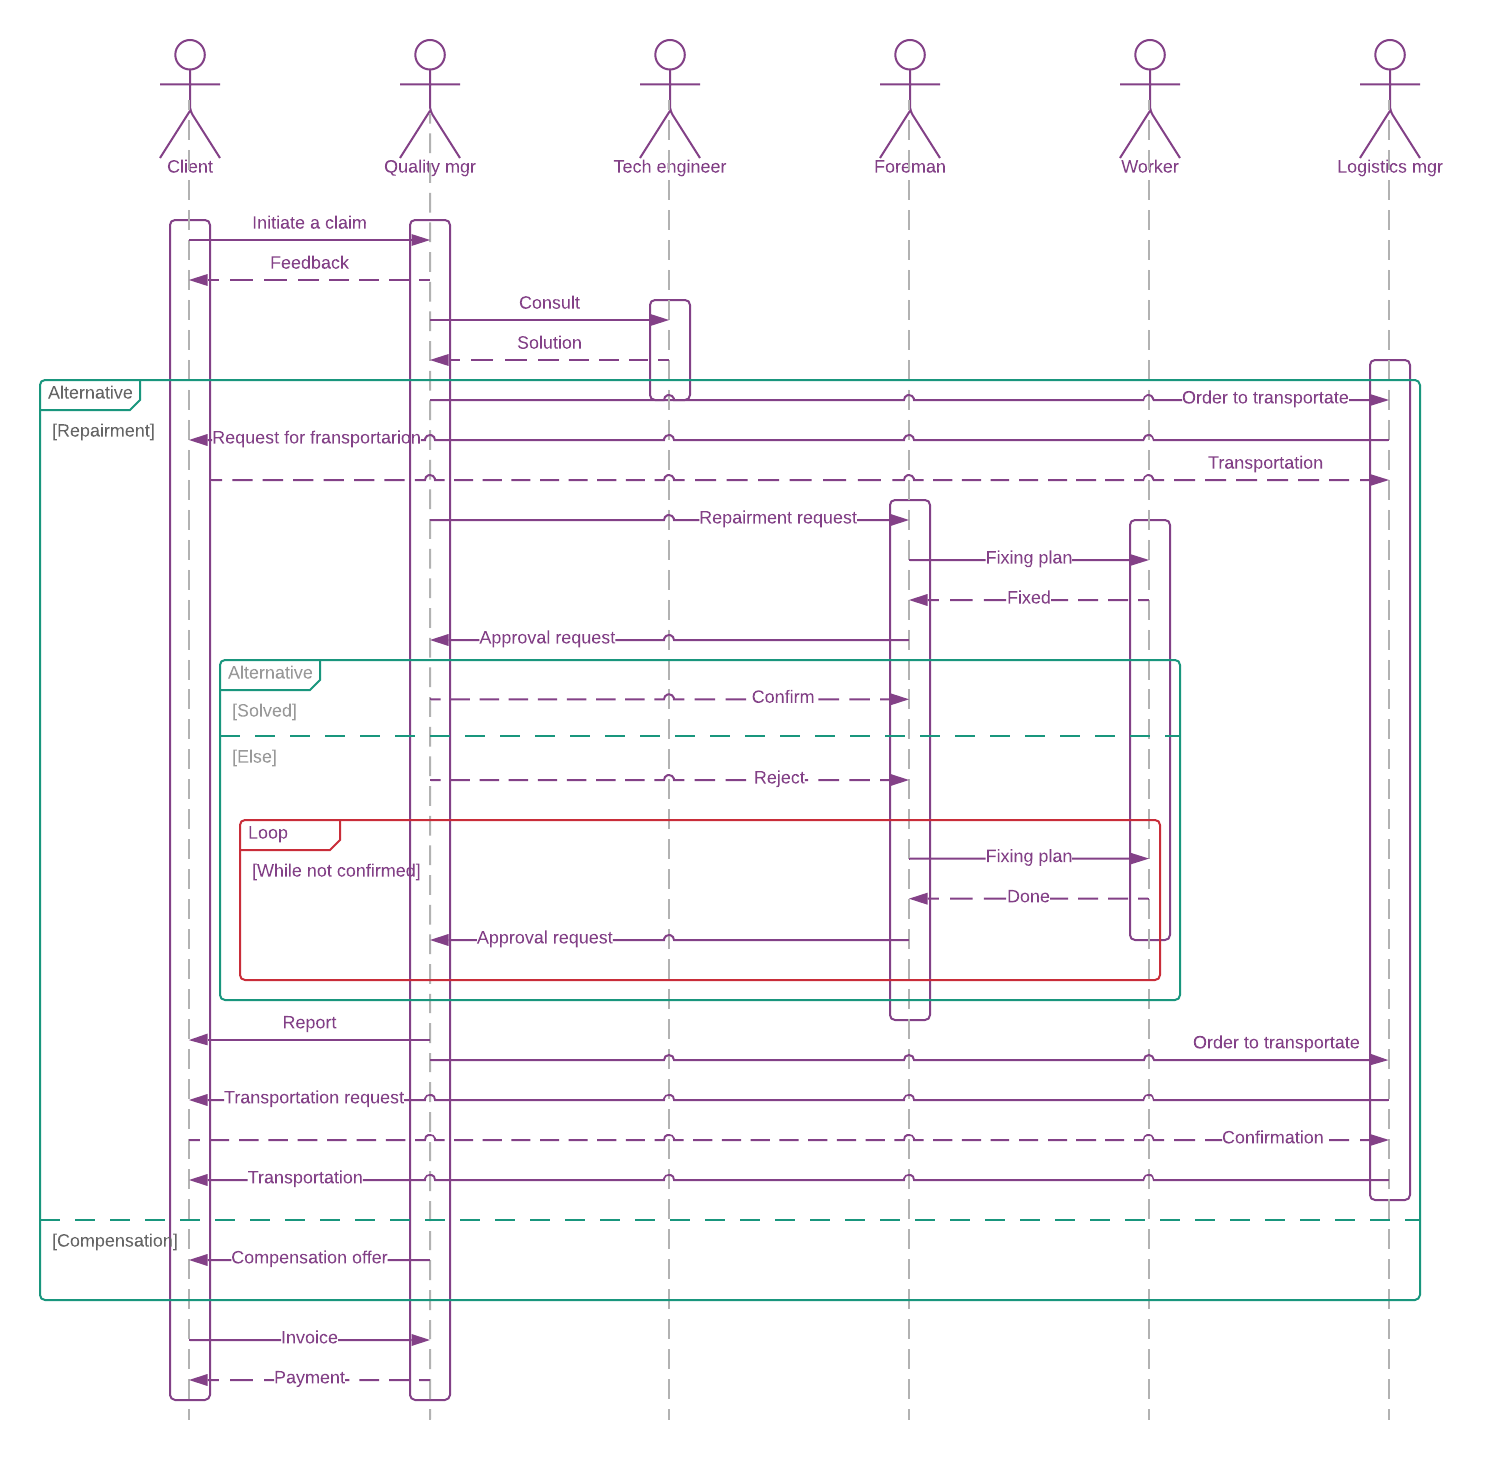 Client
Quality mgr
Tech engineer
Foreman
Worker
Logistics mgr
Initiate a claim
Feedback
Consult
Solution
Alternative
Order to transportate
[Repairment]
Request for fransportarion
Transportation
Repairment request
Fixing plan
Fixed
Approval request
Alternative
Confirm
[Solved]
[Else]
Reject
Loop
Fixing plan
[While not confirmed]
Done
Approval request
Report
Order to transportate
Transportation request
Confirmation
Transportation
[Compensation]
Compensation offer
Invoice
Payment